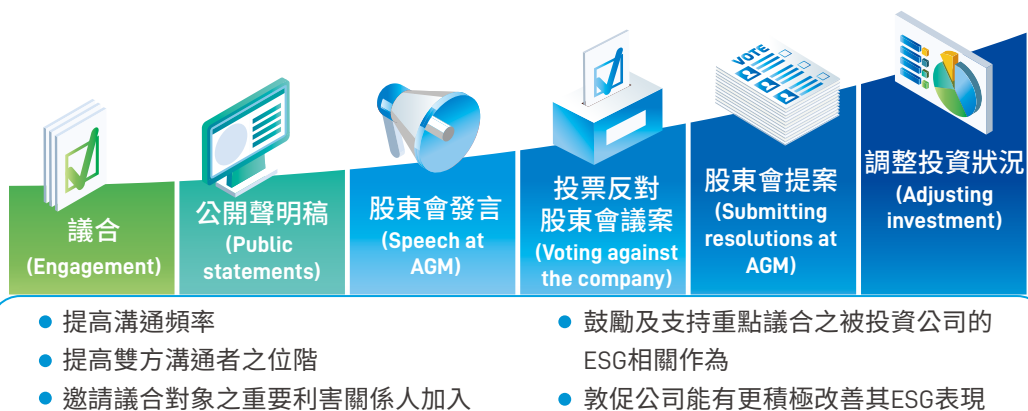 議合
(Engagement)
公開聲明稿
(Public
statements)
股東會發言
(Speech at
AGM)
投票反對
股東會議案
(Voting against
the company)
VOTE
股東會提案
(Submitting
resolutions at
AGM)
調整投資狀況
(Adjusting
investment)
提高溝通頻率
提高雙方溝通者之位階
邀請議合對象之重要利害關係人加入
鼓勵及支持重點議合之被投資公司的
ESG相關作為
敦促公司能有更積極改善其ESG表現